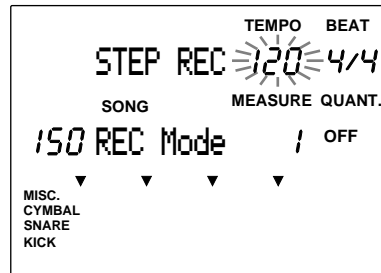 TEMPO BEAT
STEP REC 120 4/4
SONG MEASURE QUANT.
150 REC Mode 1 OFF
MISC.
CYMBAL
SNARE
KICK